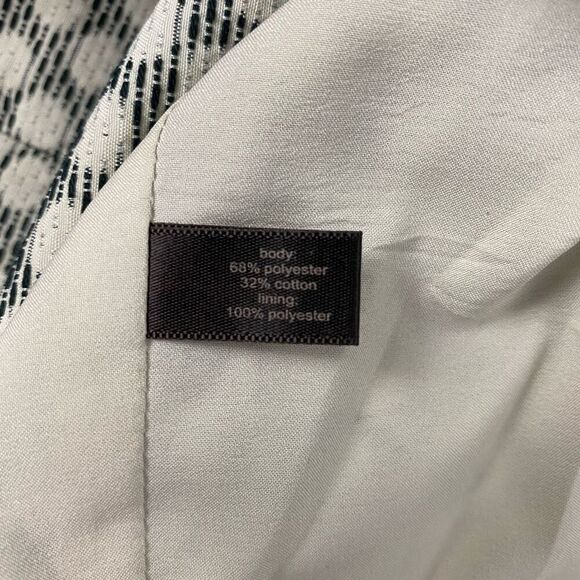 body:
68% polyester
32% cotton
lining:
100% polyester